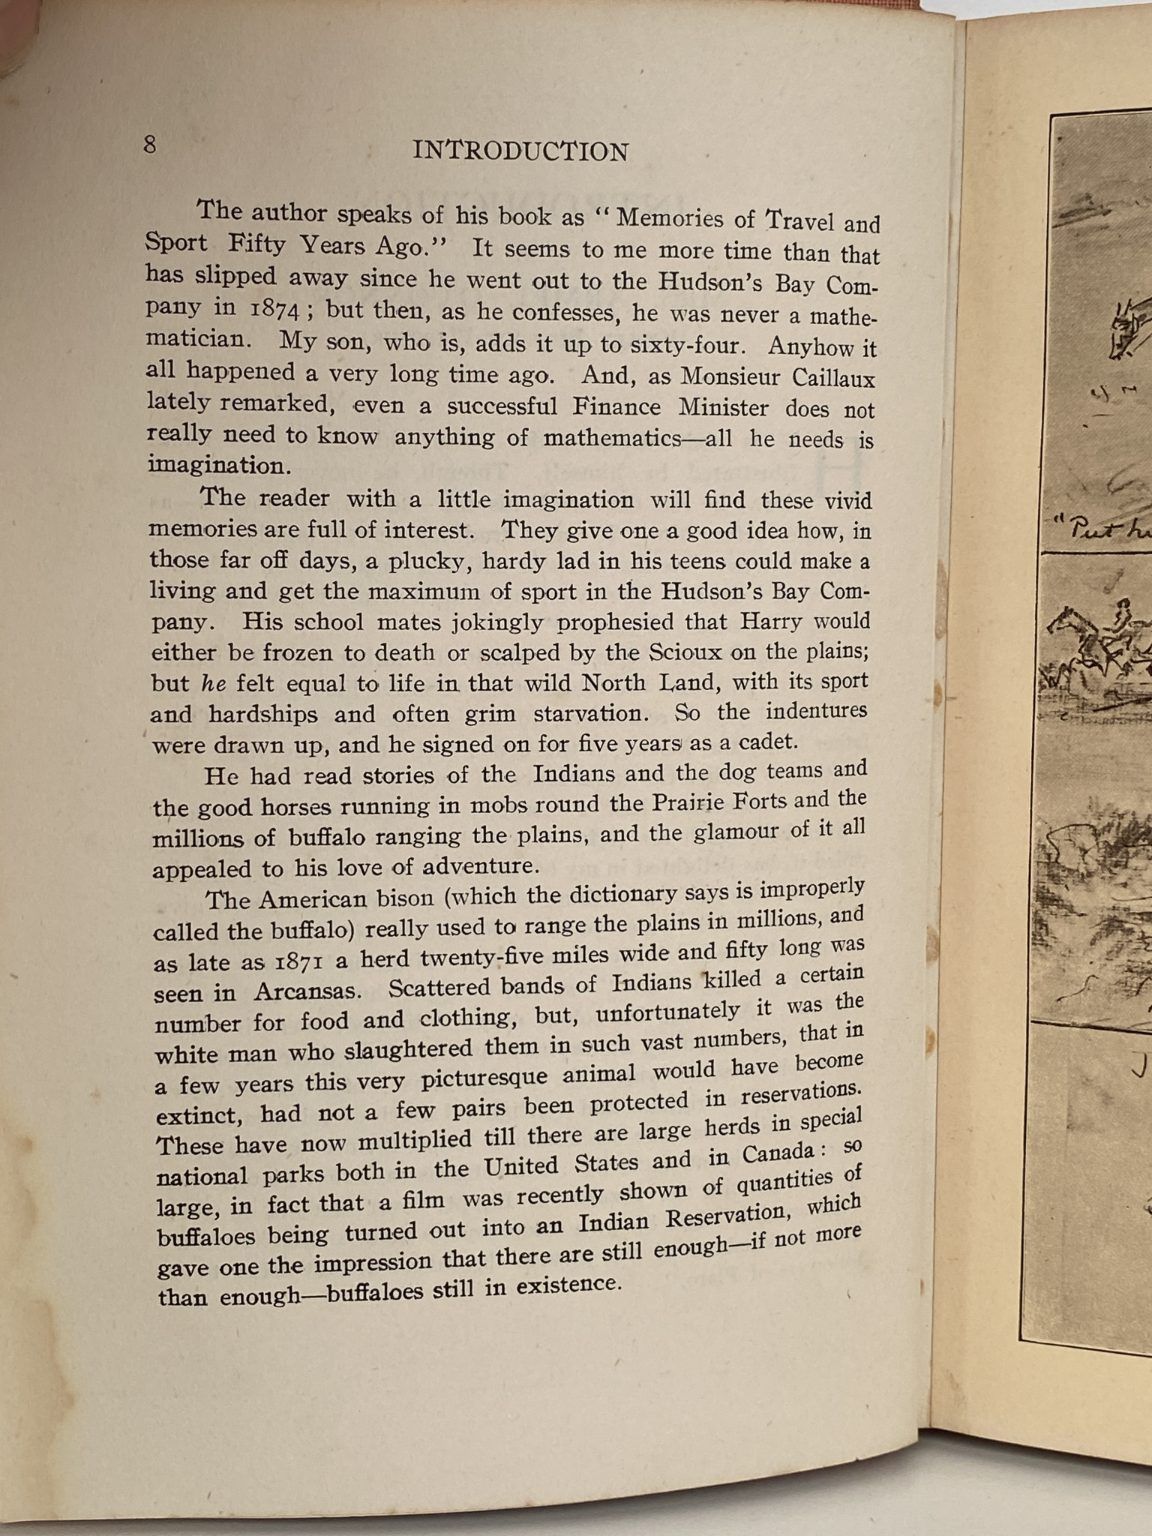 8
INTRODUCTION
The author speaks of his book as “Memories of Travel and
Sport Fifty Years Ago.” It seems to me more time than that
has slipped away since he went out to the Hudson's Bay Com-
pany in 1874; but then, as he confesses, he was never a mathe-
matician. My son, who is, adds it up to sixty-four. Anyhow it
all happened a very long time ago. And, as Monsieur Caillaux
lately remarked, even a successful Finance Minister does not
really need to know anything of mathematics—all he needs is
imagination.
The reader with a little imagination will find these vivid
memories are full of interest. They give one a good idea how, in
those far off days, a plucky, hardy lad in his teens could make a
living and get the maximum of sport in the Hudson's Bay Com-
pany. His school mates jokingly prophesied that Harry would
either be frozen to death or scalped by the Scioux on the plains;
but he felt equal to life in that wild North Land, with its sport
and hardships and often grim starvation. So the indentures
were drawn up, and he signed on for five years as a cadet.
He had read stories of the Indians and the dog teams and
the good horses running in mobs round the Prairie Forts and the
millions of buffalo ranging the plains, and the glamour of it all
appealed to his love of adventure.
The American bison (which the dictionary says is improperly
called the buffalo) really used to range the plains in millions, and
as late as 1871 a herd twenty-five miles wide and fifty long was
seen in Arcansas. Scattered bands of Indians killed a certain
number for food and clothing, but, unfortunately it was the
white man who slaughtered them in such vast numbers, that in
a few years this very picturesque animal would have become
extinct, had not a few pairs been protected in reservations.
These have now multiplied till there are large herds in special
national parks both in the United States and in Canada: so
large, in fact that a film was recently shown of quantities of
buffaloes being turned out into an Indian Reservation, which
gave one the impression that there are still enough—if not more
than enough—buffaloes still in existence.
"Put